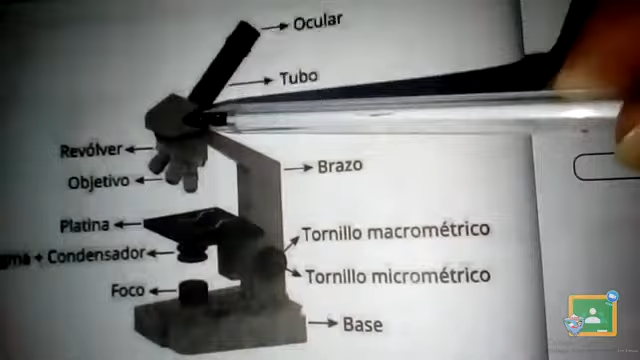 Ocular
Tubo
Revólver
Brazo
Objetivo
Platina
Tornillo macrométrico
+ Condensador
Tornillo micrométrico
Foco
Base